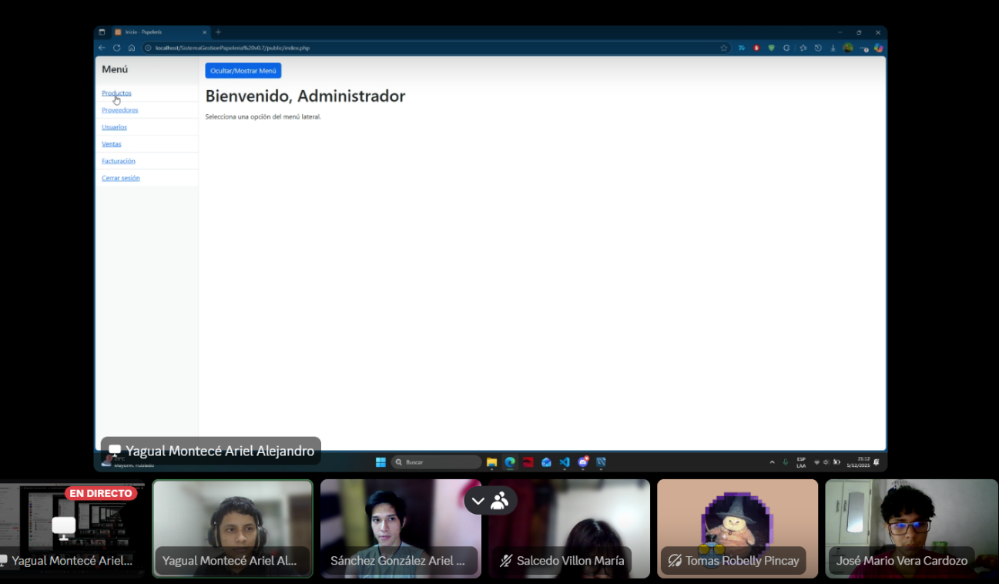 Inicio - Papelería
localhost/SistemaGestionPapeleria%20v0.7/public/index.php
Menú
Ocultar/Mostrar Menú
Productos
Bienvenido, Administrador
Proveedores
Selecciona una opción del menú lateral.
Usuarios
Ventas
Facturación
Cerrar sesión
Yagual Montecé Ariel Alejandro
Mayorm. nublado
Buscar
ESP
LAA
21:12
5/12/2025
EN DIRECTO
Yagual Montecé Ariel...
Yagual Montecé Ariel Al...
Sánchez González Ariel ...
Salcedo Villon María
Tomas Robelly Pincay
José Mario Vera Cardozo